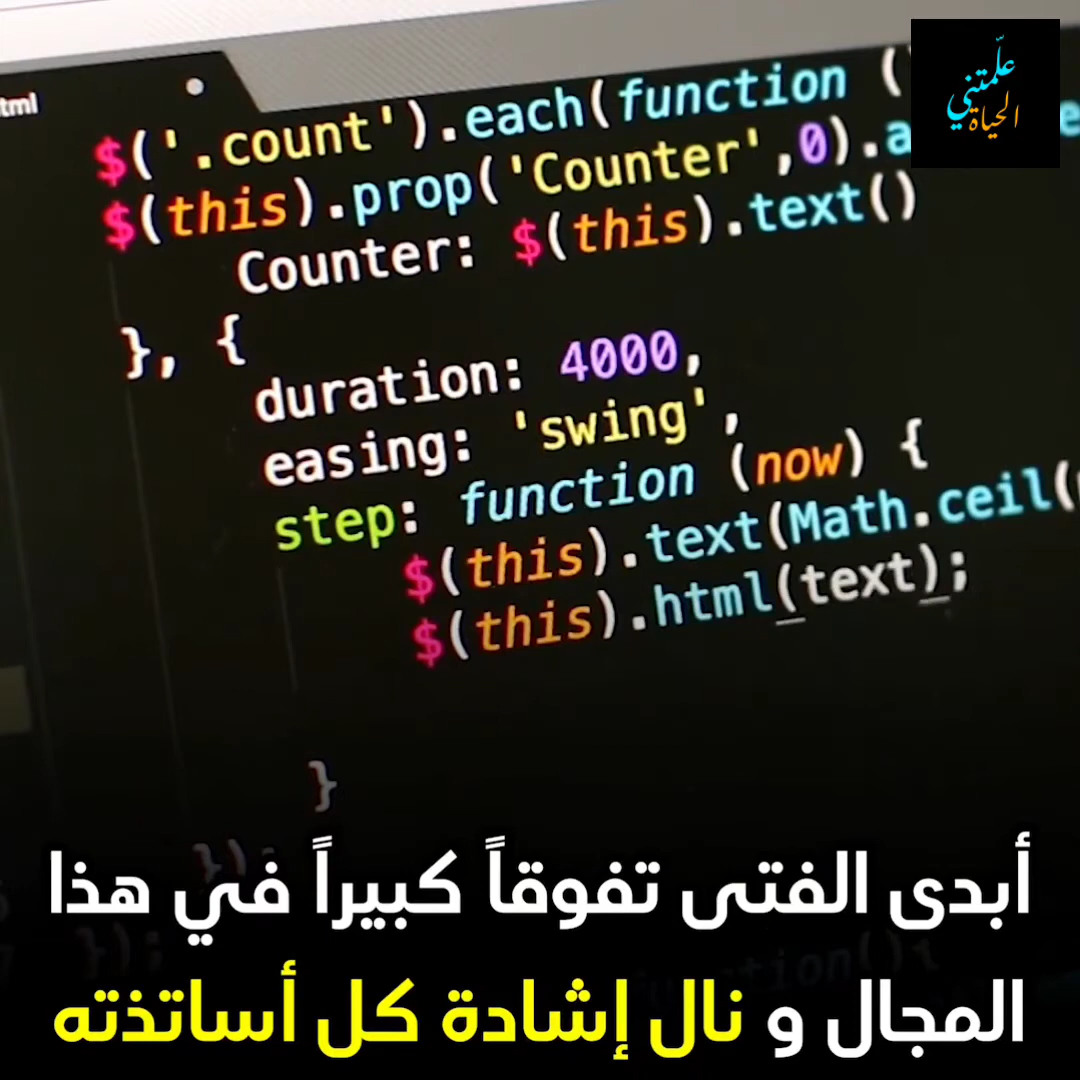 علّمتني
الحياة
tml
$('.count').each(function (
$(this).prop('Counter',0).a
Counter: $(this).text()
}, {
duration: 4000,
easing: 'swing',
step: function (now) {
$(this).text(Math.ceil(
$(this).html(text);
}
});
});
أبدى الفتى تفوقاً كبيراً في هذا
المجال و نال إشادة كل أساتذته